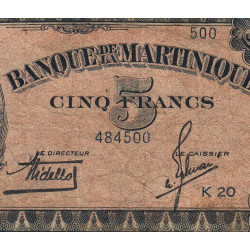 500
BANQUE DE LA MARTINIQUE
5
CINQ FRANCS
484500
LE DIRECTEUR LE CAISSIER
K 20